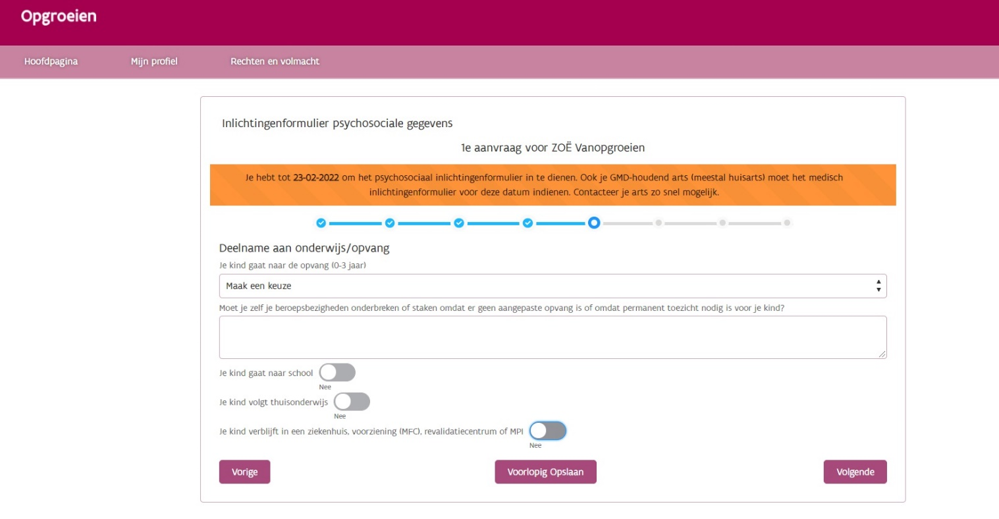 Opgroeien
Hoofdpagina Mijn profiel Rechten en volmacht
Inlichtingenformulier psychosociale gegevens
1e aanvraag voor ZOË Vanopgroeien
Je hebt tot 23-02-2022 om het psychosociaal inlichtingenformulier in te dienen. Ook je GMD-houdend arts (meestal huisarts) moet het medisch
inlichtingenformulier voor deze datum indienen. Contacteer je arts zo snel mogelijk.
Deelname aan onderwijs/opvang
Je kind gaat naar de opvang (0-3 jaar)
Maak een keuze
Moet je zelf je beroepsbezigheden onderbreken of staken omdat er geen aangepaste opvang is of omdat permanent toezicht nodig is voor je kind?
Je kind gaat naar school
Nee
Je kind volgt thuisonderwijs
Nee
Je kind verblijft in een ziekenhuis, voorziening (MFC), revalidatiecentrum of MPI
Nee
Vorige Voorlopig Opslaan Volgende